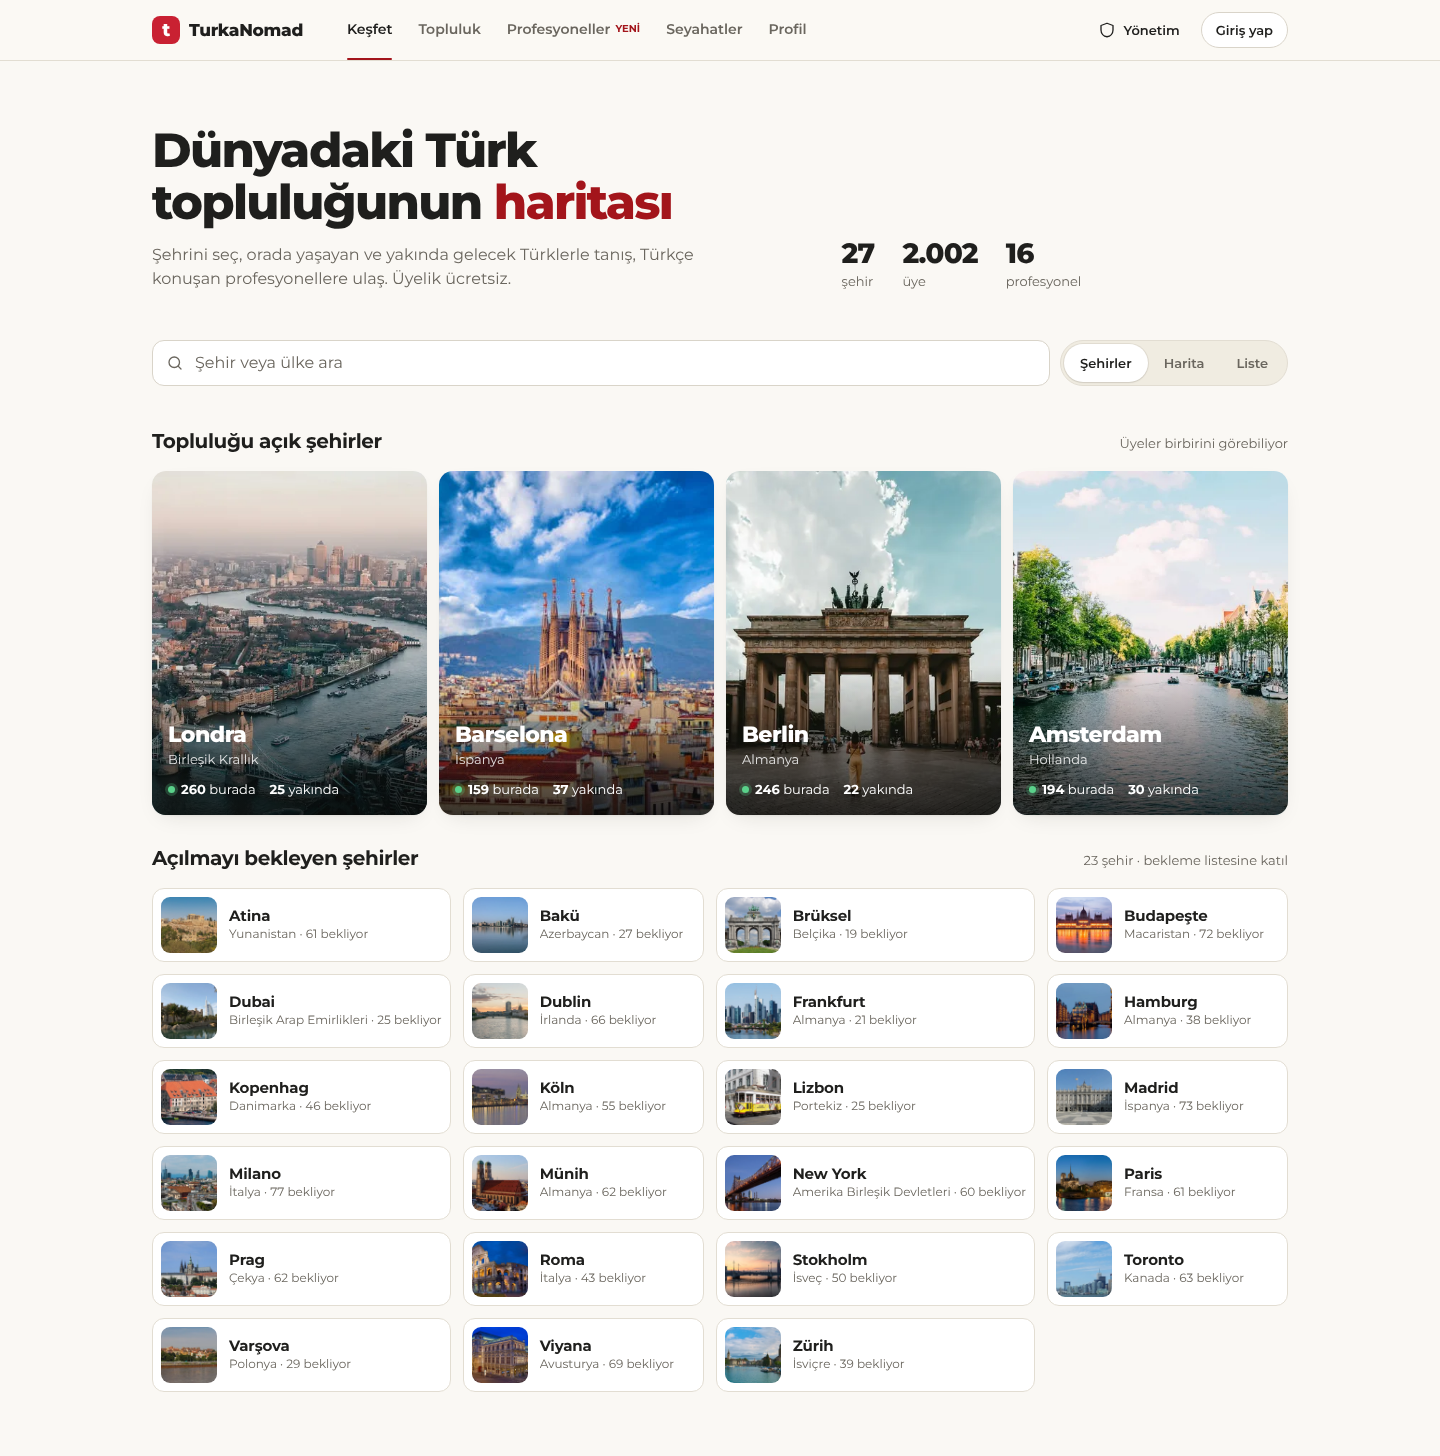 t TurkaNomad Keşfet Topluluk Profesyoneller YENİ Seyahatler Profil Yönetim Giriş yap
Dünyadaki Türk
topluluğunun haritası
Şehrini seç, orada yaşayan ve yakında gelecek Türklerle tanış, Türkçe
konuşan profesyonellere ulaş. Üyelik ücretsiz.
27 2.002 16
şehir üye profesyonel
Şehir veya ülke ara Şehirler Harita Liste
Topluluğu açık şehirler Üyeler birbirini görebiliyor
Londra
Birleşik Krallık
260 burada 25 yakında
Barselona
İspanya
159 burada 37 yakında
Berlin
Almanya
246 burada 22 yakında
Amsterdam
Hollanda
194 burada 30 yakında
Açılmayı bekleyen şehirler 23 şehir · bekleme listesine katıl
Atina
Yunanistan · 61 bekliyor
Bakü
Azerbaycan · 27 bekliyor
Brüksel
Belçika · 19 bekliyor
Budapeşte
Macaristan · 72 bekliyor
Dubai
Birleşik Arap Emirlikleri · 25 bekliyor
Dublin
İrlanda · 66 bekliyor
Frankfurt
Almanya · 21 bekliyor
Hamburg
Almanya · 38 bekliyor
Kopenhag
Danimarka · 46 bekliyor
Köln
Almanya · 55 bekliyor
Lizbon
Portekiz · 25 bekliyor
Madrid
İspanya · 73 bekliyor
Milano
İtalya · 77 bekliyor
Münih
Almanya · 62 bekliyor
New York
Amerika Birleşik Devletleri · 60 bekliyor
Paris
Fransa · 61 bekliyor
Prag
Çekya · 62 bekliyor
Roma
İtalya · 43 bekliyor
Stokholm
İsveç · 50 bekliyor
Toronto
Kanada · 63 bekliyor
Varşova
Polonya · 29 bekliyor
Viyana
Avusturya · 69 bekliyor
Zürih
İsviçre · 39 bekliyor